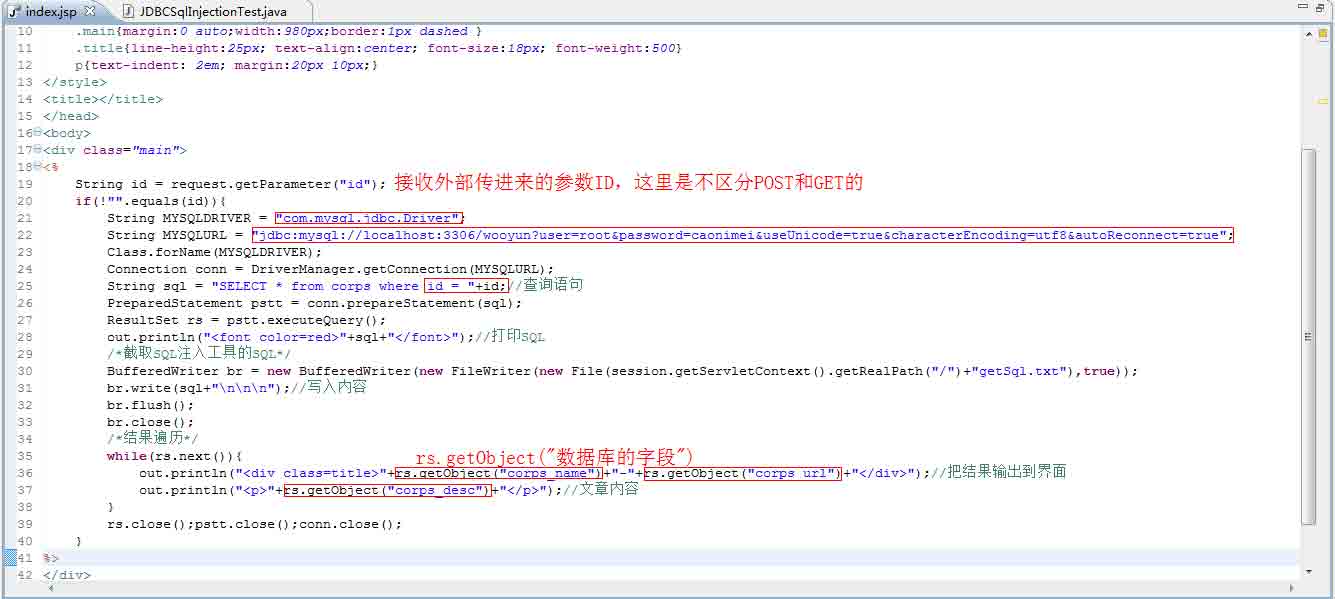 index.jsp JDBCSqlInjectionTest.java
10 .main{margin:0 auto;width:980px;border:1px dashed }
11 .title{line-height:25px; text-align:center; font-size:18px; font-weight:500}
12 p{text-indent: 2em; margin:20px 10px;}
13 </style>
14 <title></title>
15 </head>
16 <body>
17 <div class="main">
18 <%
19 String id = request.getParameter("id"); 接收外部传进来的参数ID，这里是不区分POST和GET的
20 if(!"".equals(id)){
21 String MYSQLDRIVER = "com.mysql.jdbc.Driver";
22 String MYSQLURL = "jdbc:mysql://localhost:3306/wooyun?user=root&password=caonimei&useUnicode=true&characterEncoding=utf8&autoReconnect=true";
23 Class.forName(MYSQLDRIVER);
24 Connection conn = DriverManager.getConnection(MYSQLURL);
25 String sql = "SELECT * from corps where id = "+id;//查询语句
26 PreparedStatement pstt = conn.prepareStatement(sql);
27 ResultSet rs = pstt.executeQuery();
28 out.println("<font color=red>"+sql+"</font>");//打印SQL
29 /*截取SQL注入工具的SQL*/
30 BufferedWriter br = new BufferedWriter(new FileWriter(new File(session.getServletContext().getRealPath("/")+"getSql.txt"),true));
31 br.write(sql+"\n\n\n");//写入内容
32 br.flush();
33 br.close();
34 /*结果遍历*/
35 while(rs.next()){ rs.getObject("数据库的字段")
36 out.println("<div class=title>"+rs.getObject("corps_name")+"-"+rs.getObject("corps_url")+"</div>");//把结果输出到界面
37 out.println("<p>"+rs.getObject("corps_desc")+"</p>");//文章内容
38 }
39 rs.close();pstt.close();conn.close();
40 }
41 %>
42 </div>